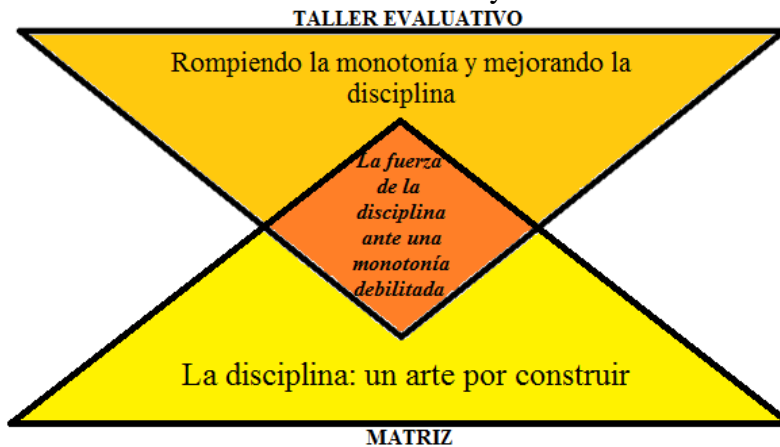 TALLER EVALUATIVO
Rompiendo la monotonía y mejorando la
disciplina
La fuerza
de la
disciplina
ante una
monotonía
debilitada
La disciplina: un arte por construir
MATRIZ